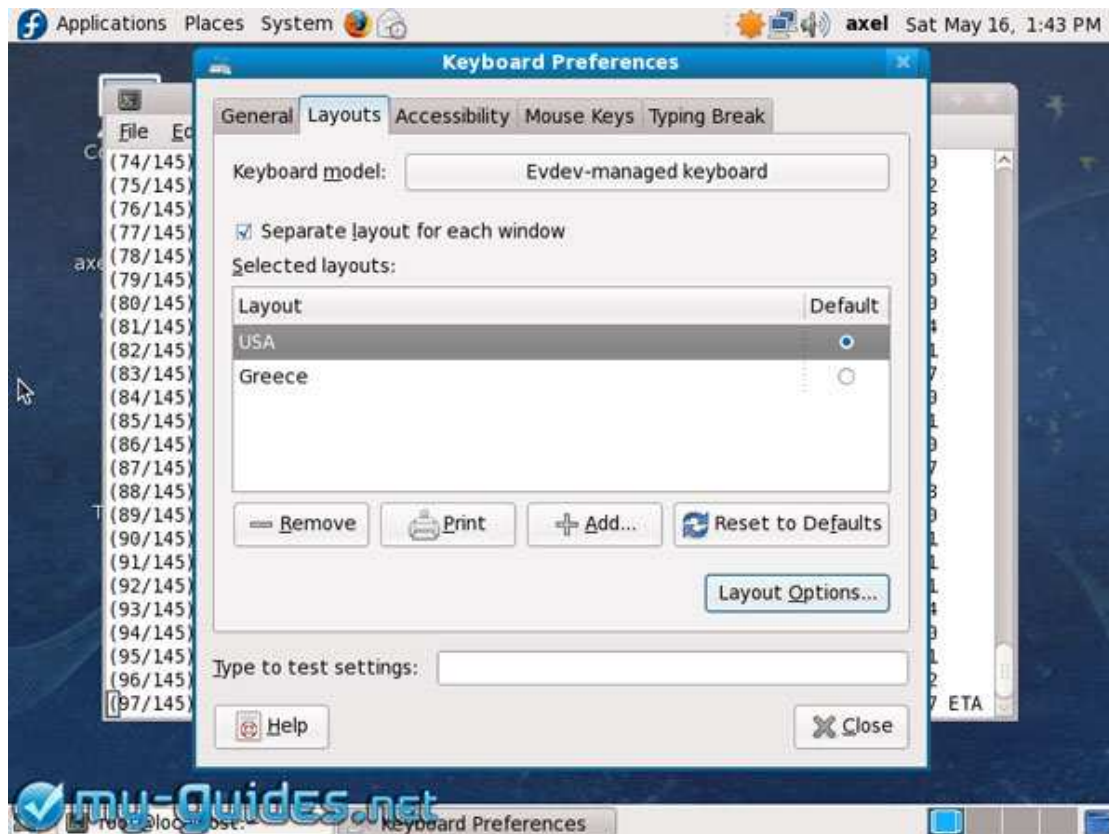 Applications Places System axel Sat May 16, 1:43 PM
Keyboard Preferences
File
General Layouts Accessibility Mouse Keys Typing Break
Keyboard model: Evdev-managed keyboard
Separate layout for each window
Selected layouts:
Layout Default
USA
Greece
Remove Print Add... Reset to Defaults
Layout Options...
Type to test settings:
Help Close
(74/145)
(75/145)
(76/145)
(77/145)
(78/145)
(79/145)
(80/145)
(81/145)
(82/145)
(83/145)
(84/145)
(85/145)
(86/145)
(87/145)
(88/145)
(89/145)
(90/145)
(91/145)
(92/145)
(93/145)
(94/145)
(95/145)
(96/145)
(97/145) ETA
my-guides.net
Keyboard Preferences